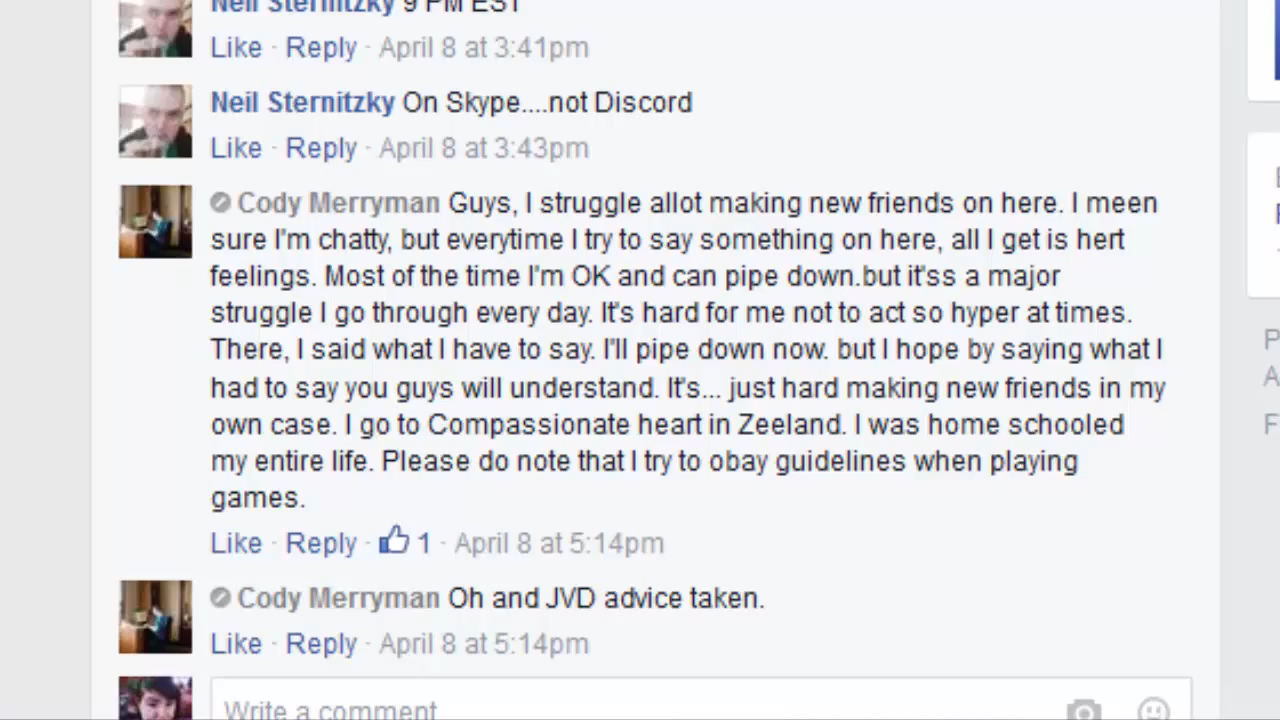 Neil Sternitzky 9 PM EST
Like · Reply · April 8 at 3:41pm
Neil Sternitzky On Skype....not Discord
Like · Reply · April 8 at 3:43pm
Cody Merryman Guys, I struggle allot making new friends on here. I meen
sure I'm chatty, but everytime I try to say something on here, all I get is hert
feelings. Most of the time I'm OK and can pipe down.but it'ss a major
struggle I go through every day. It's hard for me not to act so hyper at times.
There, I said what I have to say. I'll pipe down now. but I hope by saying what I
had to say you guys will understand. It's... just hard making new friends in my
own case. I go to Compassionate heart in Zeeland. I was home schooled
my entire life. Please do note that I try to obay guidelines when playing
games.
Like · Reply · 1 · April 8 at 5:14pm
Cody Merryman Oh and JVD advice taken.
Like · Reply · April 8 at 5:14pm
Write a comment
P
A
F